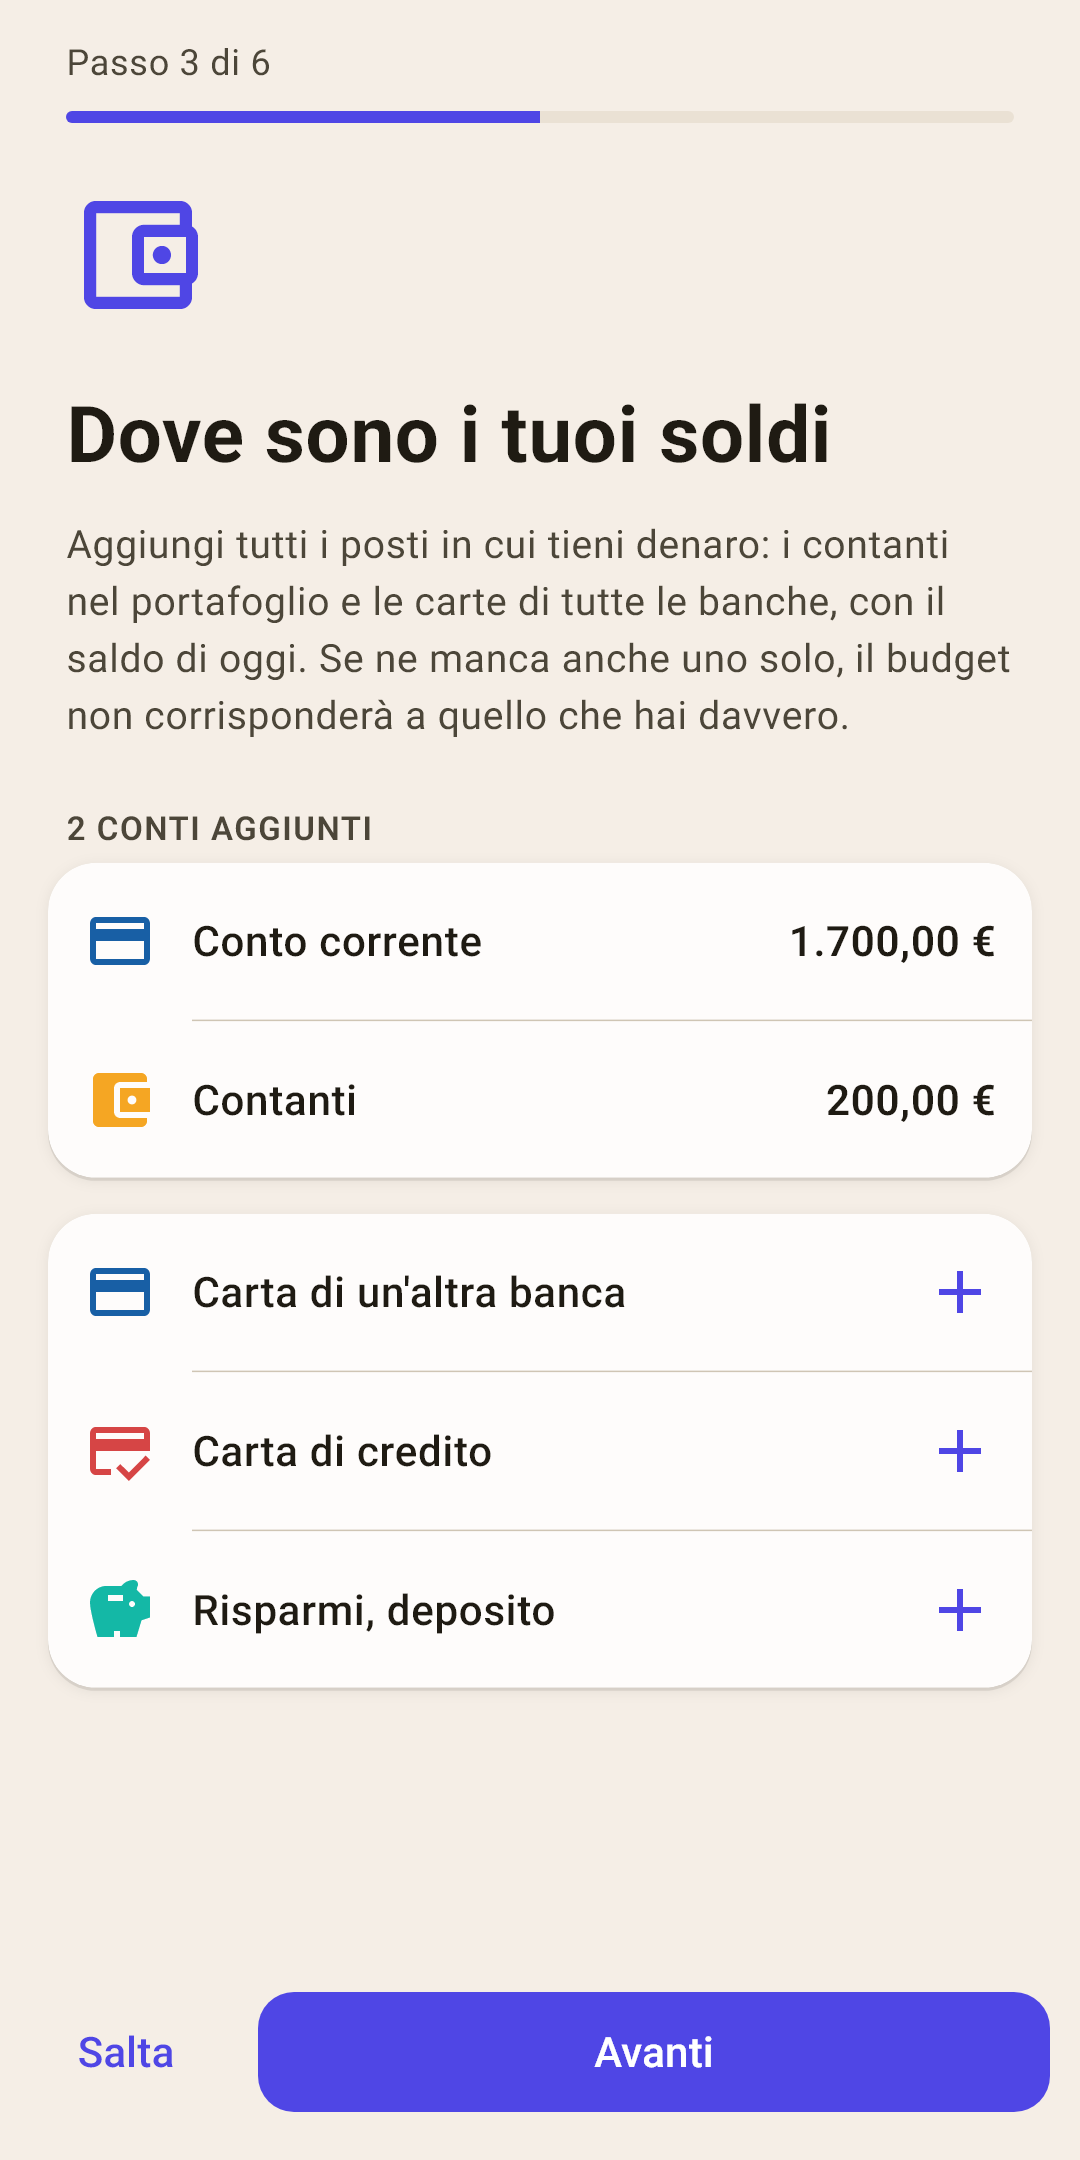 Passo 3 di 6
Dove sono i tuoi soldi
Aggiungi tutti i posti in cui tieni denaro: i contanti
nel portafoglio e le carte di tutte le banche, con il
saldo di oggi. Se ne manca anche uno solo, il budget
non corrisponderà a quello che hai davvero.
2 CONTI AGGIUNTI
Conto corrente 1.700,00 €
Contanti 200,00 €
Carta di un'altra banca
Carta di credito
Risparmi, deposito
Salta Avanti